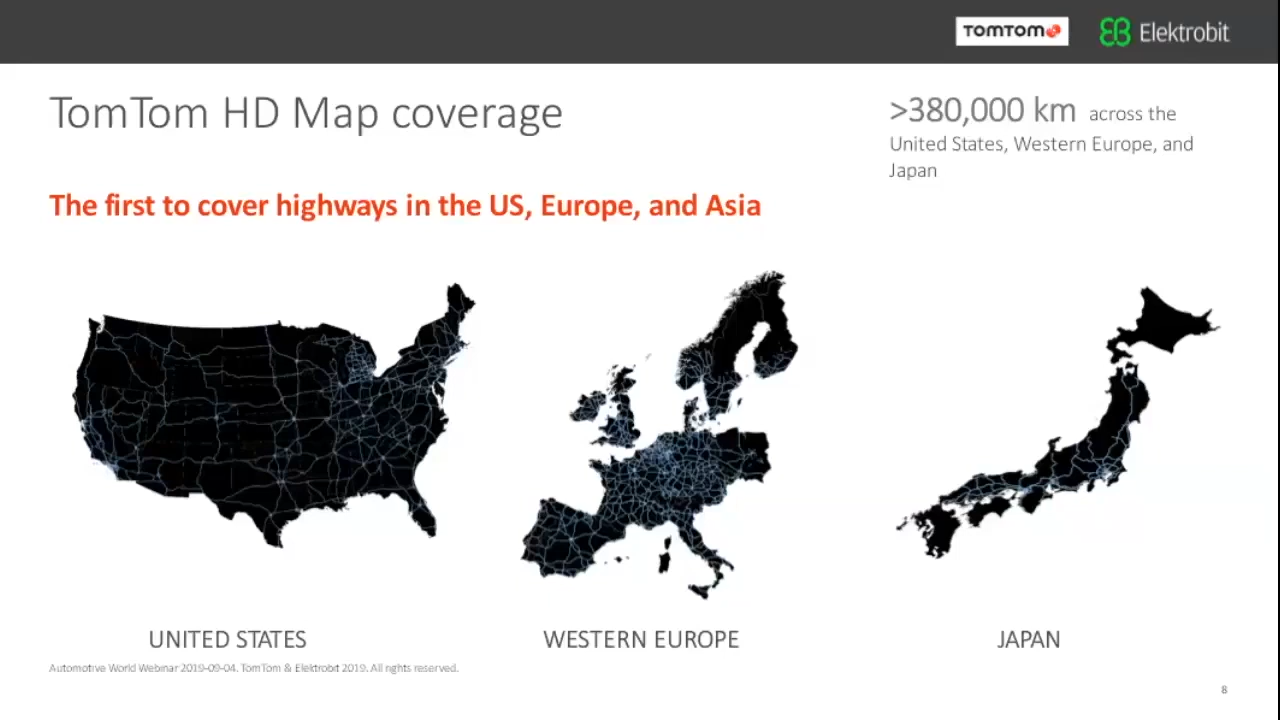 TOMTOM
EB Elektrobit
TomTom HD Map coverage
>380,000 km across the
United States, Western Europe, and
Japan
The first to cover highways in the US, Europe, and Asia
UNITED STATES
WESTERN EUROPE
JAPAN
Automotive World Webinar 2019-09-04. TomTom & Elektrobit 2019. All rights reserved.
8